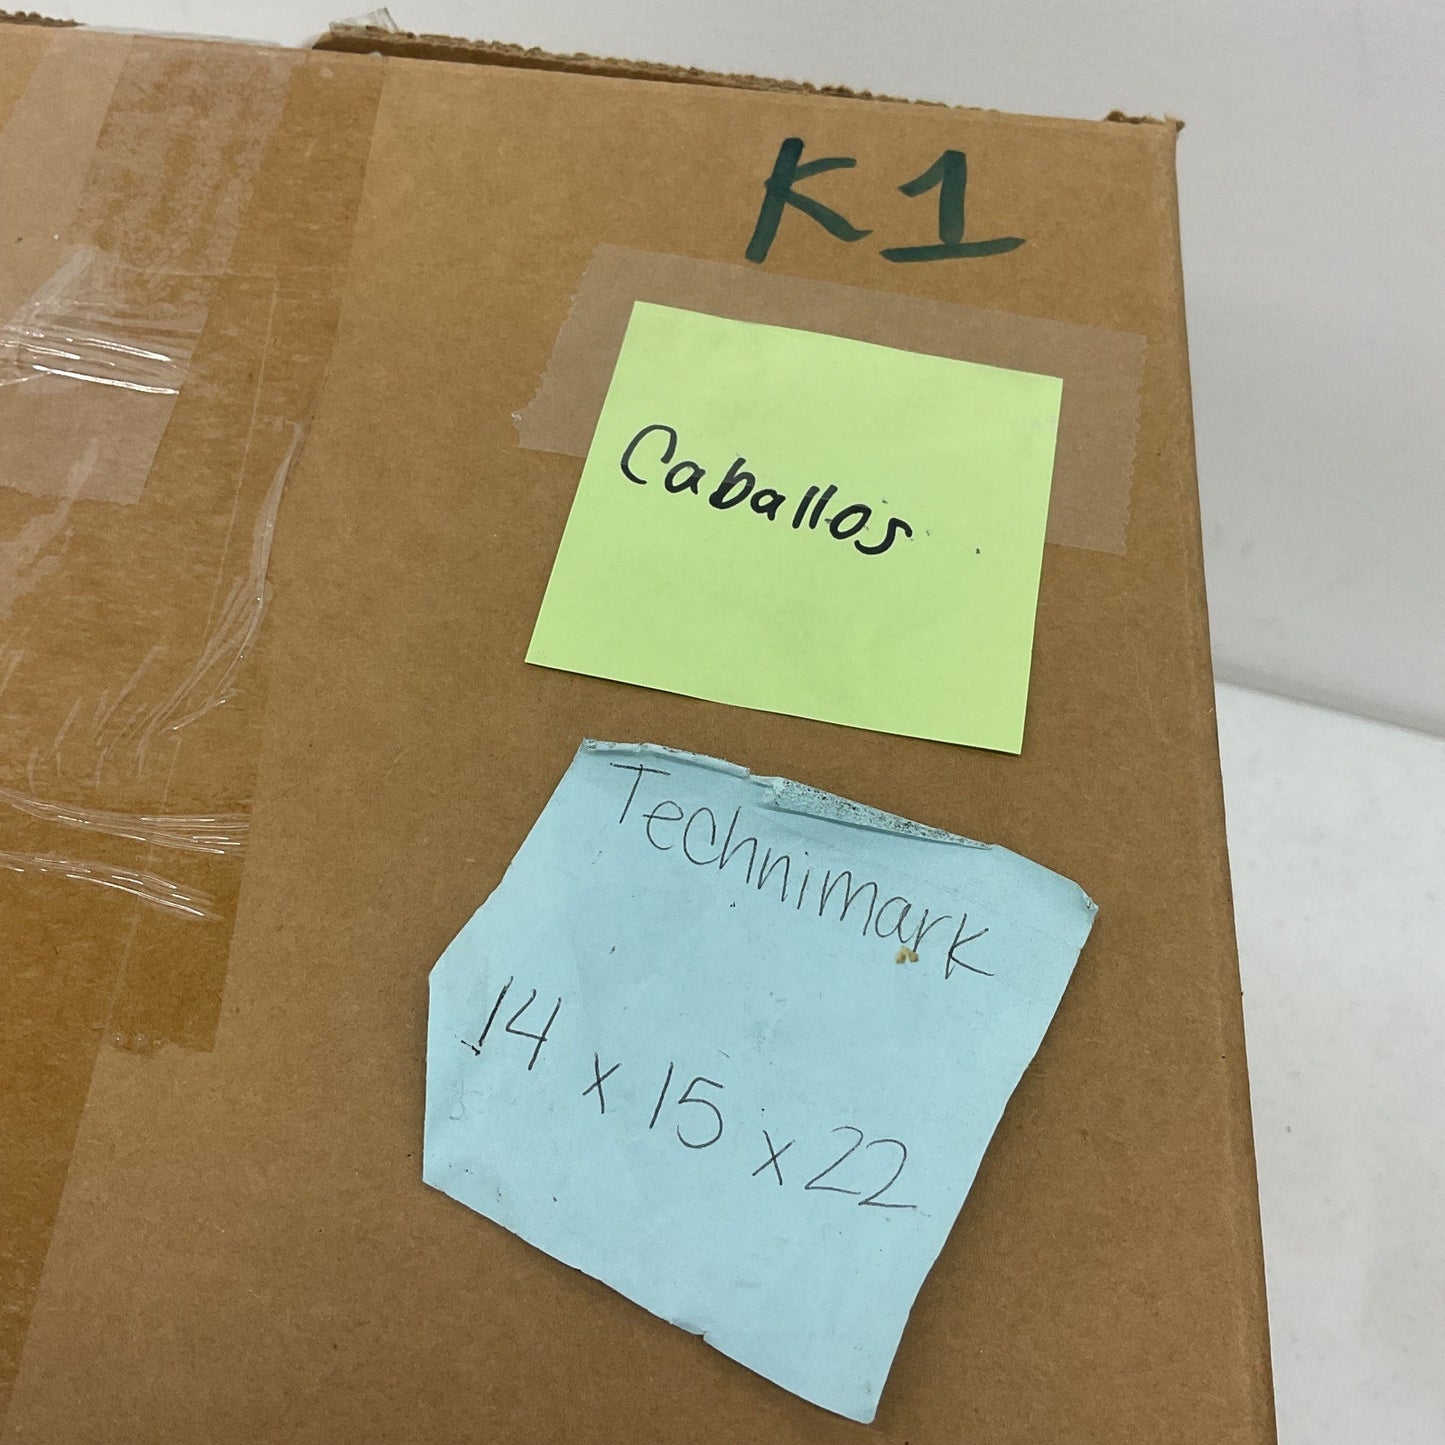 K1
Caballos
Technimark
14 x 15 x 22